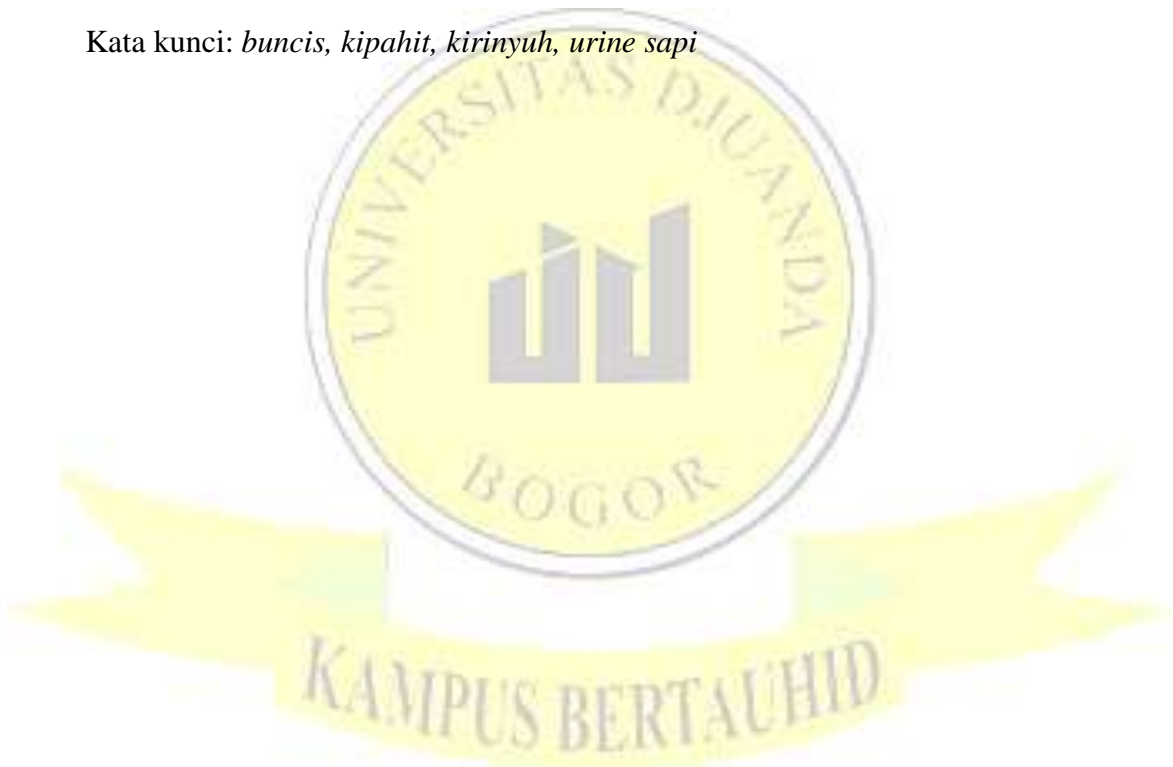 Kata kunci: buncis, kipahit, kirinyuh, urine sapi
UNIVERSITAS DJUANDA
BOGOR
KAMPUS BERTAUHID